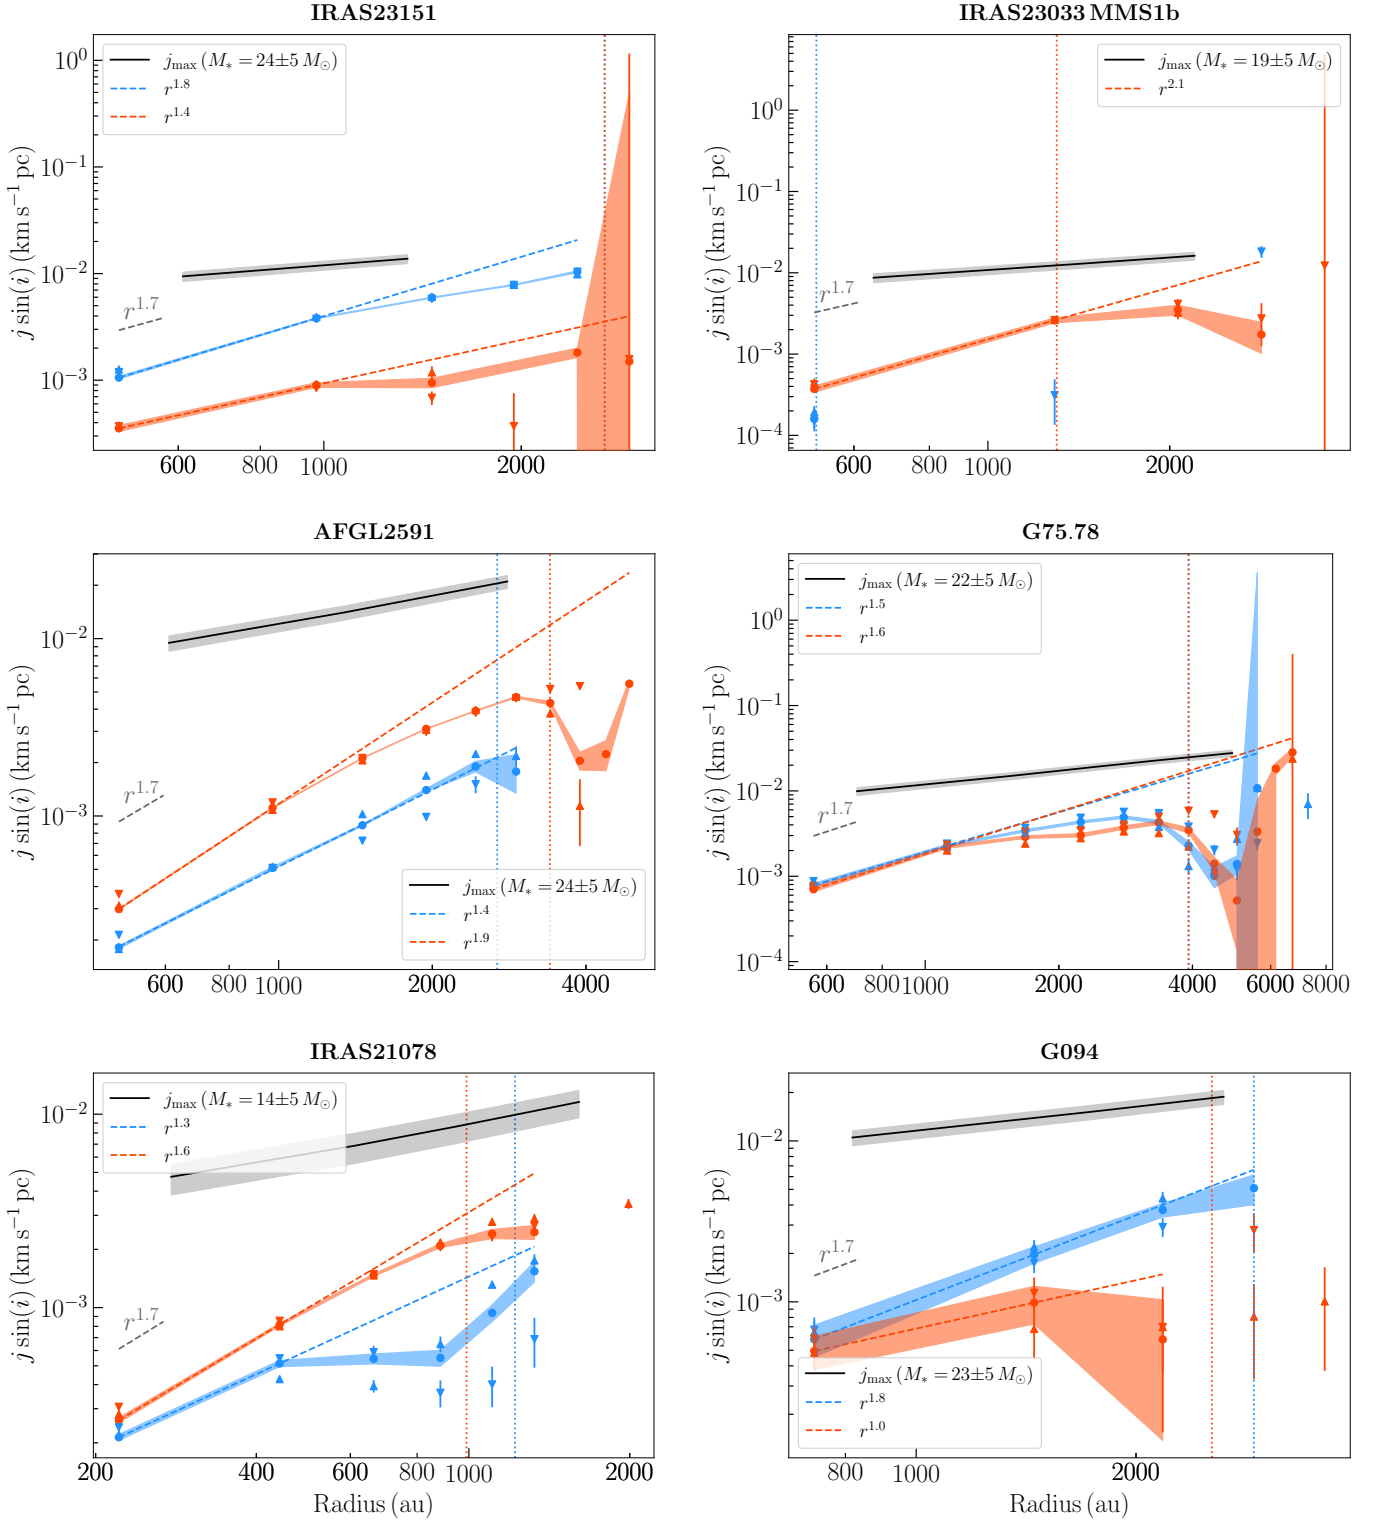 IRAS23151
j_max (M_* = 24±5 M_⊙)
r^1.8
r^1.4
10^0
10^−1
10^−2
10^−3
r^1.7
j sin(i) (km s^−1 pc)
600 800 1000 2000
IRAS23033 MMS1b
j_max (M_* = 19±5 M_⊙)
r^2.1
10^0
10^−1
10^−2
10^−3
10^−4
r^1.7
j sin(i) (km s^−1 pc)
600 800 1000 2000
AFGL2591
10^−2
10^−3
r^1.7
j sin(i) (km s^−1 pc)
j_max (M_* = 24±5 M_⊙)
r^1.4
r^1.9
600 800 1000 2000 4000
G75.78
j_max (M_* = 22±5 M_⊙)
r^1.5
r^1.6
10^0
10^−1
10^−2
10^−3
10^−4
r^1.7
j sin(i) (km s^−1 pc)
600 800 1000 2000 4000 6000 8000
IRAS21078
j_max (M_* = 14±5 M_⊙)
r^1.3
r^1.6
10^−2
10^−3
r^1.7
j sin(i) (km s^−1 pc)
200 400 600 800 1000 2000
Radius (au)
G094
10^−2
10^−3
r^1.7
j sin(i) (km s^−1 pc)
j_max (M_* = 23±5 M_⊙)
r^1.8
r^1.0
800 1000 2000
Radius (au)